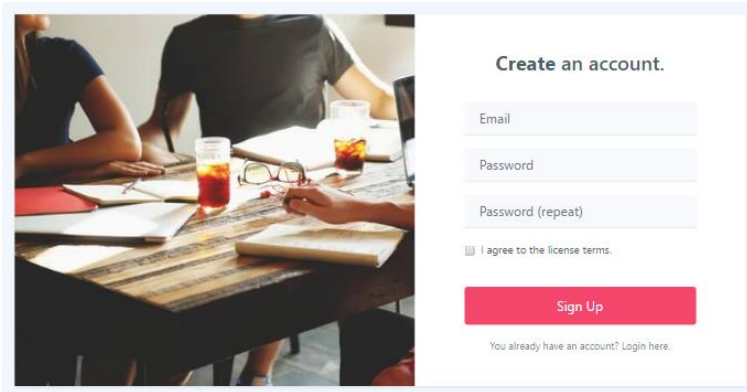 Create an account.
Email
Password
Password (repeat)
I agree to the license terms.
Sign Up
You already have an account? Login here.